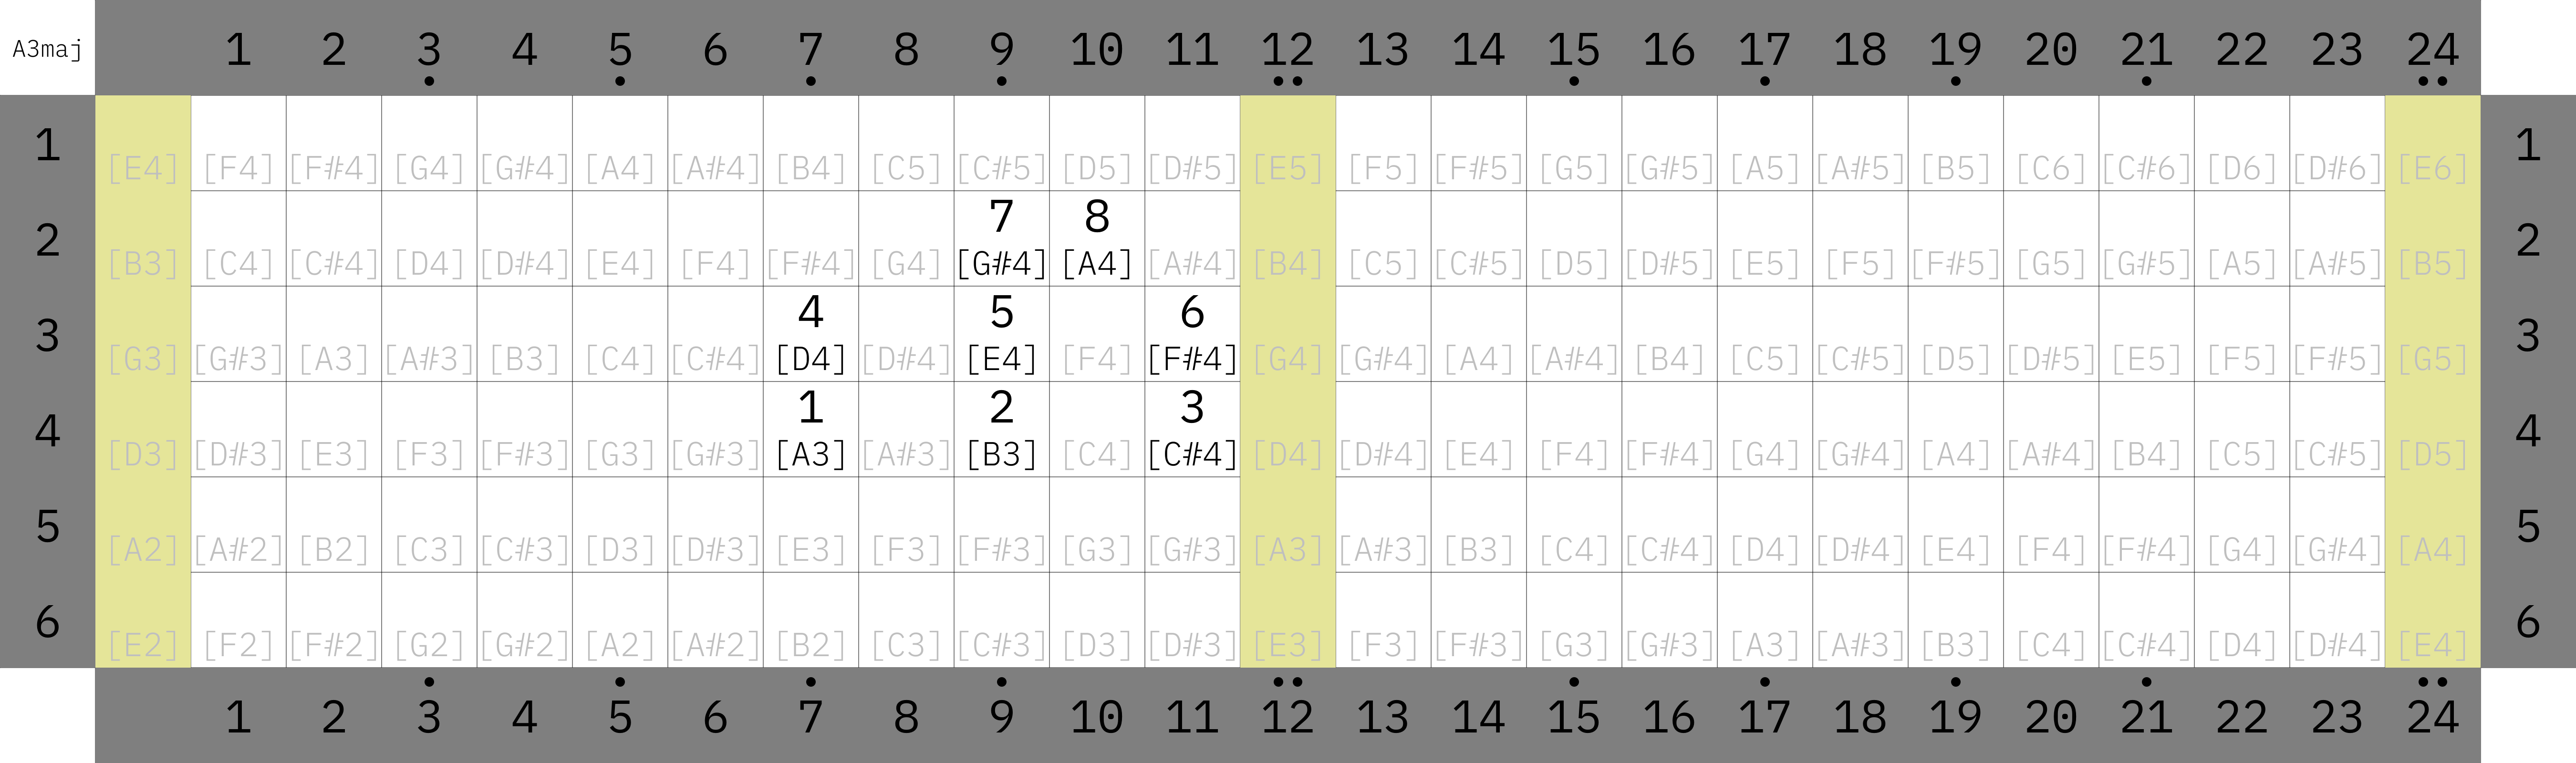 A3maj 1 2 3 4 5 6 7 8 9 10 11 12 13 14 15 16 17 18 19 20 21 22 23 24
1 [E4] [F4] [F#4] [G4] [G#4] [A4] [A#4] [B4] [C5] [C#5] [D5] [D#5] [E5] [F5] [F#5] [G5] [G#5] [A5] [A#5] [B5] [C6] [C#6] [D6] [D#6] [E6] 1
7 8
2 [B3] [C4] [C#4] [D4] [D#4] [E4] [F4] [F#4] [G4] [G#4] [A4] [A#4] [B4] [C5] [C#5] [D5] [D#5] [E5] [F5] [F#5] [G5] [G#5] [A5] [A#5] [B5] 2
4 5 6
3 [G3] [G#3] [A3] [A#3] [B3] [C4] [C#4] [D4] [D#4] [E4] [F4] [F#4] [G4] [G#4] [A4] [A#4] [B4] [C5] [C#5] [D5] [D#5] [E5] [F5] [F#5] [G5] 3
1 2 3
4 [D3] [D#3] [E3] [F3] [F#3] [G3] [G#3] [A3] [A#3] [B3] [C4] [C#4] [D4] [D#4] [E4] [F4] [F#4] [G4] [G#4] [A4] [A#4] [B4] [C5] [C#5] [D5] 4
5 [A2] [A#2] [B2] [C3] [C#3] [D3] [D#3] [E3] [F3] [F#3] [G3] [G#3] [A3] [A#3] [B3] [C4] [C#4] [D4] [D#4] [E4] [F4] [F#4] [G4] [G#4] [A4] 5
6 [E2] [F2] [F#2] [G2] [G#2] [A2] [A#2] [B2] [C3] [C#3] [D3] [D#3] [E3] [F3] [F#3] [G3] [G#3] [A3] [A#3] [B3] [C4] [C#4] [D4] [D#4] [E4] 6
1 2 3 4 5 6 7 8 9 10 11 12 13 14 15 16 17 18 19 20 21 22 23 24